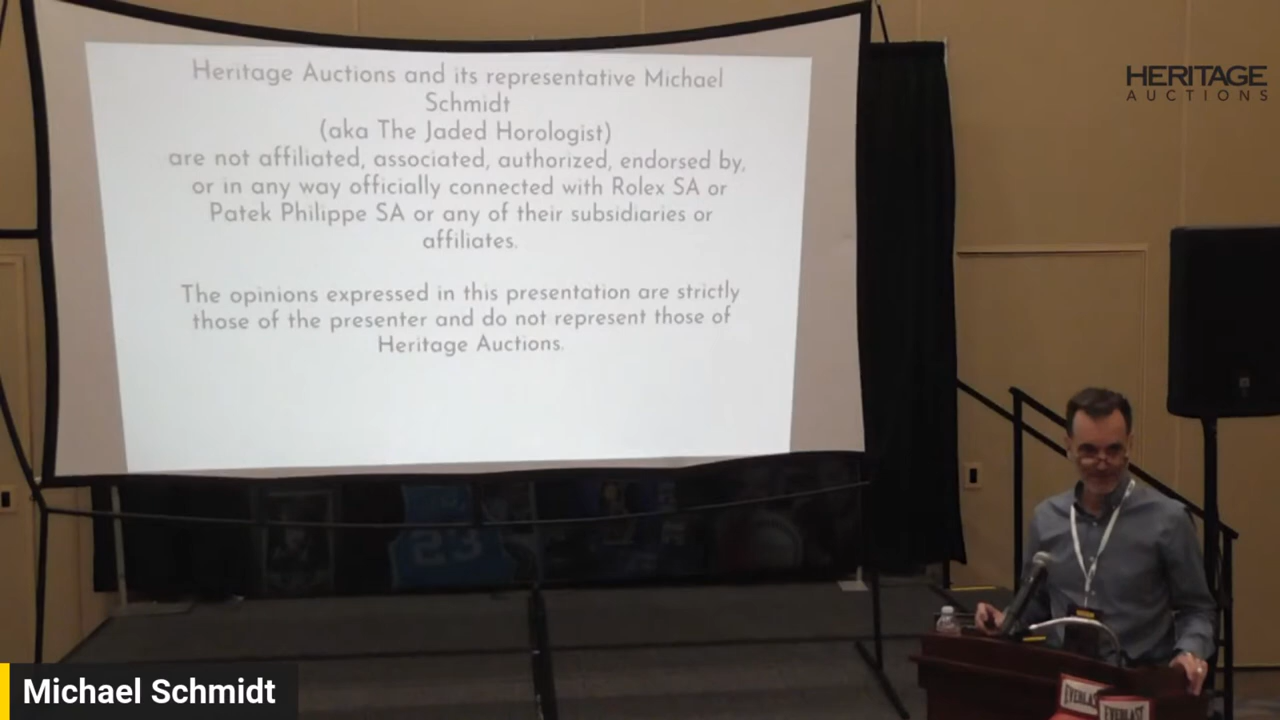 Heritage Auctions and its representative Michael
Schmidt
(aka The Jaded Horologist)
are not affiliated, associated, authorized, endorsed by,
or in any way officially connected with Rolex SA or
Patek Philippe SA or any of their subsidiaries or
affiliates.
The opinions expressed in this presentation are strictly
those of the presenter and do not represent those of
Heritage Auctions.
HERITAGE
AUCTIONS
23
EVERLAST
Michael Schmidt